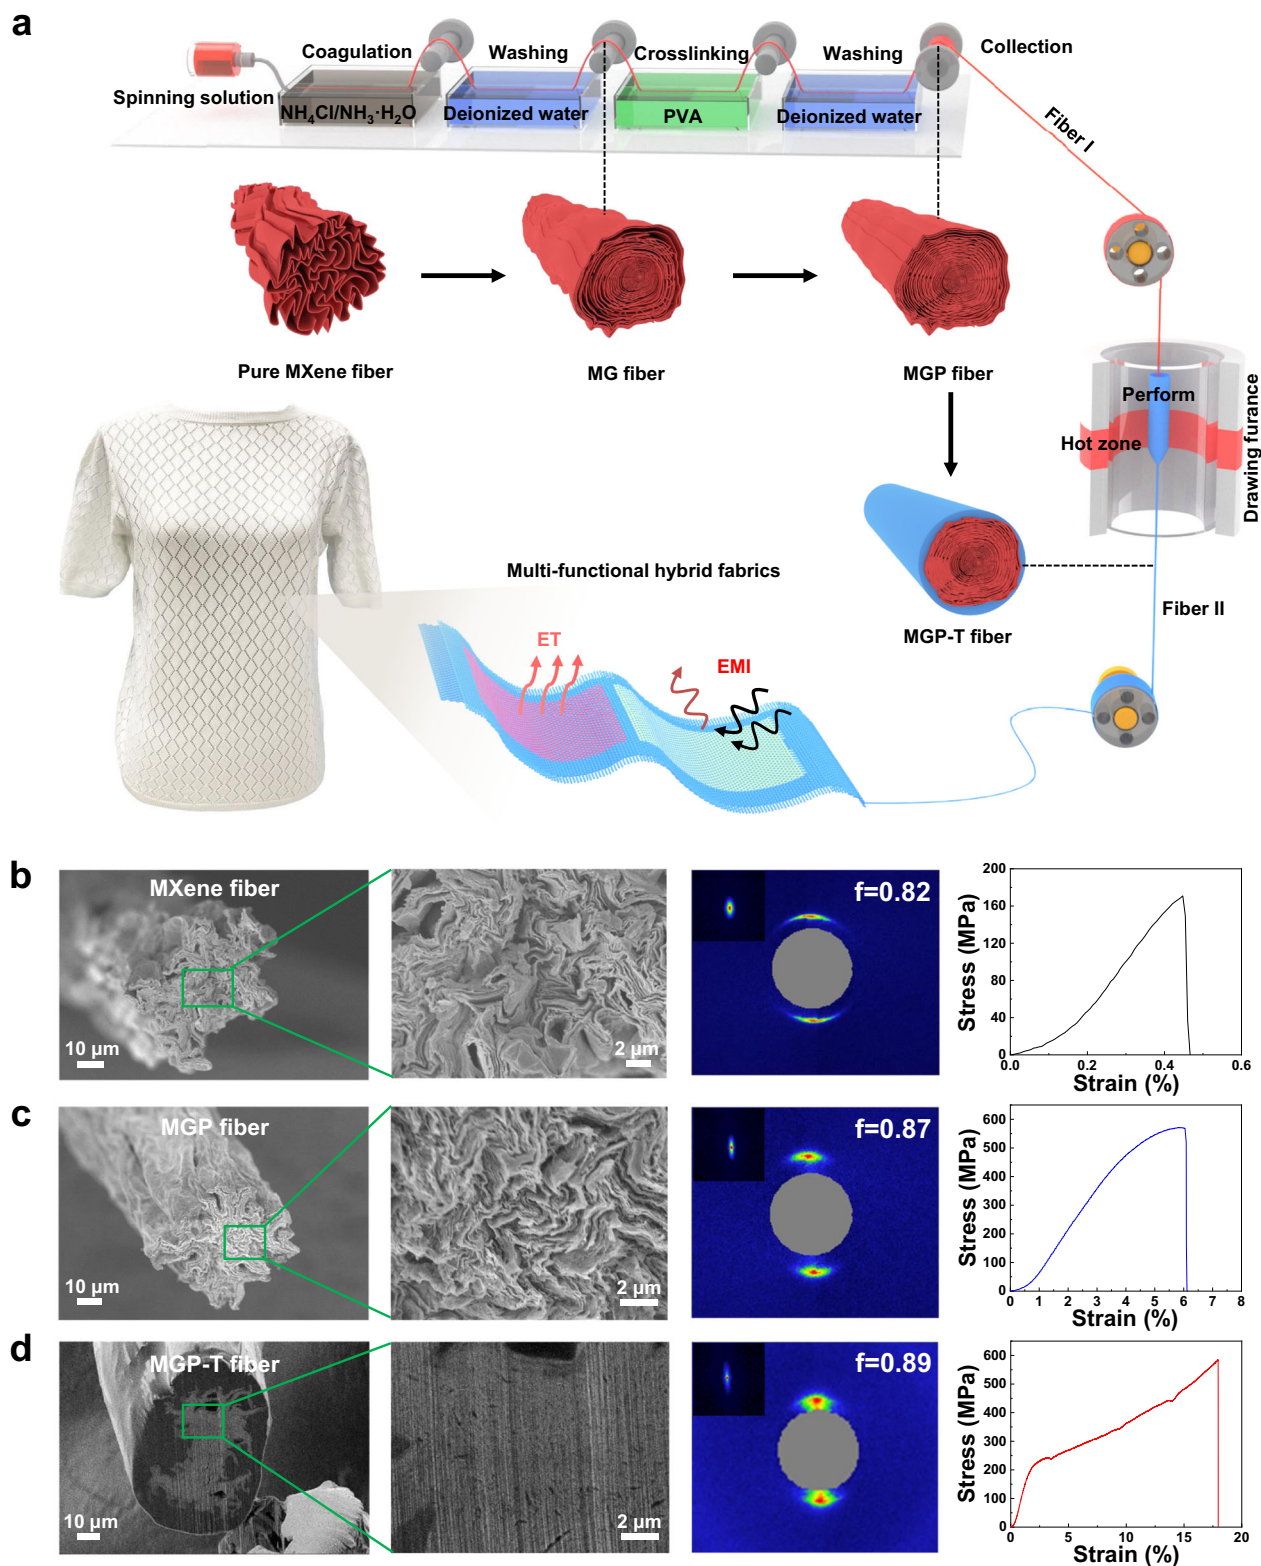 a
Coagulation
Washing
Crosslinking
Washing
Collection
Spinning solution
NH₄Cl/NH₃·H₂O
Deionized water
PVA
Deionized water
Fiber I
Pure MXene fiber
MG fiber
MGP fiber
Perform
Hot zone
Drawing furance
Multi-functional hybrid fabrics
MGP-T fiber
Fiber II
ET
EMI
b
MXene fiber
10 µm
2 µm
f=0.82
Stress (MPa)
200
160
120
80
40
0
0.0 0.2 0.4 0.6
Strain (%)
c
MGP fiber
10 µm
2 µm
f=0.87
Stress (MPa)
600
500
400
300
200
100
0
0 1 2 3 4 5 6 7 8
Strain (%)
d
MGP-T fiber
10 µm
2 µm
f=0.89
Stress (MPa)
600
500
400
300
200
100
0
0 5 10 15 20
Strain (%)